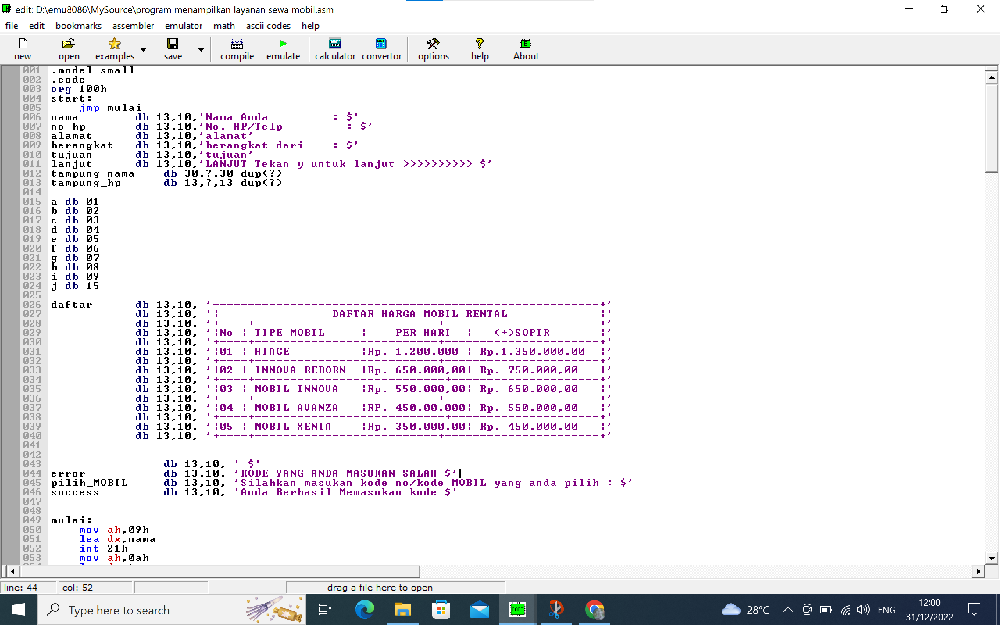 edit: D:\emu8086\MySource\program menampilkan layanan sewa mobil.asm
file edit bookmarks assembler emulator math ascii codes help
new open examples save compile emulate calculator convertor options help About
001 .model small
002 .code
003 org 100h
004 start:
005     jmp mulai
006 nama        db 13,10,'Nama Anda         : $'
007 no_hp       db 13,10,'No. HP/Telp         : $'
008 alamat      db 13,10,'alamat'
009 berangkat   db 13,10,'berangkat dari    : $'
010 tujuan      db 13,10,'tujuan'
011 lanjut      db 13,10,'LANJUT Tekan y untuk lanjut >>>>>>>>>> $'
012 tampung_nama    db 30,?,30 dup(?)
013 tampung_hp      db 13,?,13 dup(?)
014
015 a db 01
016 b db 02
017 c db 03
018 d db 04
019 e db 05
020 f db 06
021 g db 07
022 h db 08
023 i db 09
024 j db 15
025
026 daftar      db 13,10, '-------------------------------------------------------+'
027             db 13,10, '¦                DAFTAR HARGA MOBIL RENTAL             ¦'
028             db 13,10, '+----+--------------------------+----------------------+'
029             db 13,10, '¦No ¦ TIPE MOBIL     ¦    PER HARI  ¦   (+)SOPIR       ¦'
030             db 13,10, '+----+--------------------------+----------------------+'
031             db 13,10, '¦01 ¦ HIACE          ¦Rp. 1.200.000 ¦ Rp.1.350.000,00  ¦'
032             db 13,10, '+----+--------------------------+----------------------+'
033             db 13,10, '¦02 ¦ INNOVA REBORN  ¦Rp. 650.000,00¦ Rp. 750.000,00   ¦'
034             db 13,10, '+----+---------------------------+---------------------+'
035             db 13,10, '¦03 ¦ MOBIL INNOVA   ¦Rp. 550.000,00¦ Rp. 650.000,00   ¦'
036             db 13,10, '+----+--------------------------+----------------------+'
037             db 13,10, '¦04 ¦ MOBIL AVANZA   ¦RP. 450.00.000¦ Rp. 550.000,00   ¦'
038             db 13,10, '+----+---------------------------+---------------------+'
039             db 13,10, '¦05 ¦ MOBIL XENIA    ¦Rp. 350.000,00¦ Rp. 450.000,00   ¦'
040             db 13,10, '+----+--------------------------+----------------------+'
041
042
043                 db 13,10, ' $'
044 error           db 13,10, 'KODE YANG ANDA MASUKAN SALAH $'
045 pilih_MOBIL     db 13,10, 'Silahkan masukan kode no/kode MOBIL yang anda pilih : $'
046 success         db 13,10, 'Anda Berhasil Memasukan kode $'
047
048
049 mulai:
050     mov ah,09h
051     lea dx,nama
052     int 21h
053     mov ah,0ah
line: 44 col: 52 drag a file here to open
Type here to search 8086 28°C ENG 12:00
31/12/2022